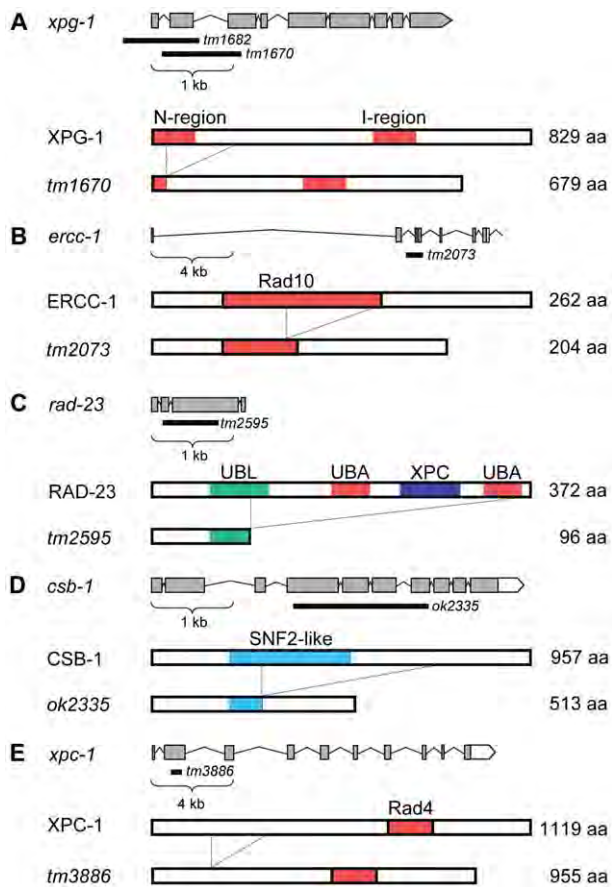 A xpg-1
tm1682
tm1670
1 kb
N-region I-region
XPG-1 829 aa
tm1670 679 aa
B ercc-1
tm2073
4 kb
Rad10
ERCC-1 262 aa
tm2073 204 aa
C rad-23
tm2595
1 kb
UBL UBA XPC UBA
RAD-23 372 aa
tm2595 96 aa
D csb-1
1 kb
ok2335
SNF2-like
CSB-1 957 aa
ok2335 513 aa
E xpc-1
tm3886
4 kb
Rad4
XPC-1 1119 aa
tm3886 955 aa